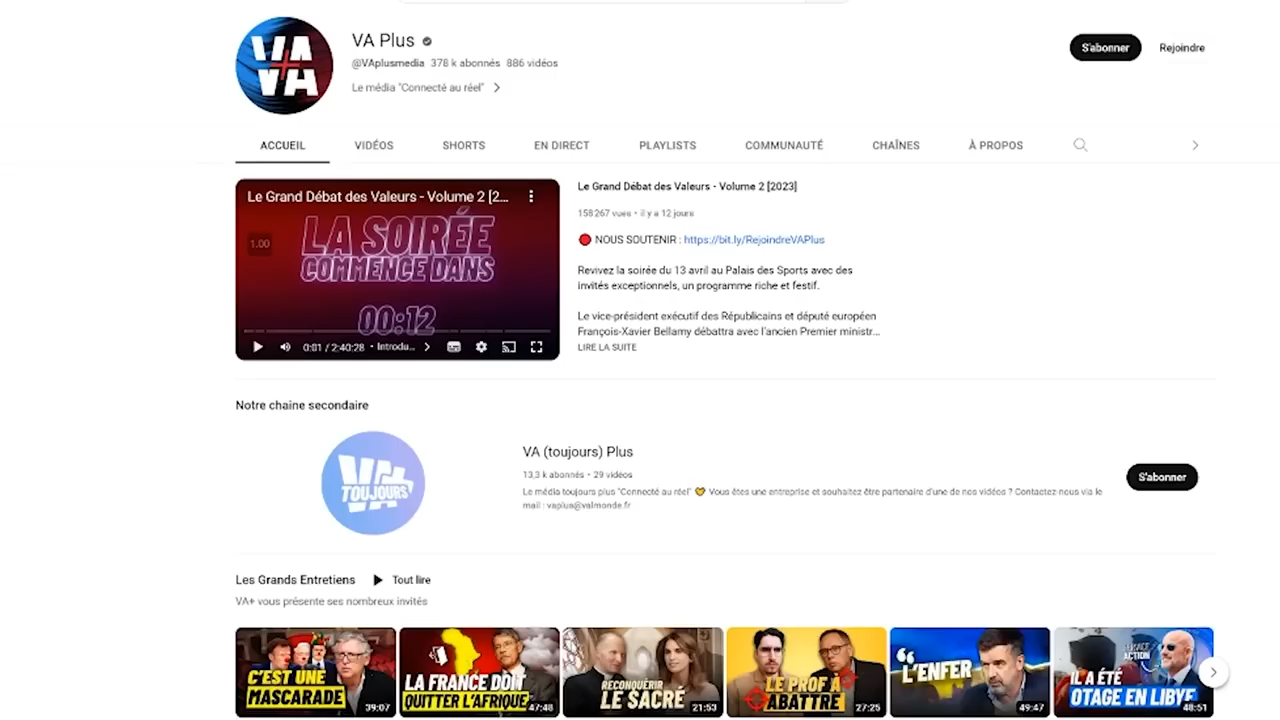 VA
VA
VA Plus
@VAplusmedia 378 k abonnés 886 vidéos
Le média "Connecté au réel"
S'abonner
Rejoindre
ACCUEIL VIDÉOS SHORTS EN DIRECT PLAYLISTS COMMUNAUTÉ CHAÎNES À PROPOS
Le Grand Débat des Valeurs - Volume 2 [2...
1.00
LA SOIRÉE
COMMENCE DANS
00:12
0:01 / 2:40:28 • Introdu...
Le Grand Débat des Valeurs - Volume 2 [2023]
158 267 vues • il y a 12 jours
NOUS SOUTENIR : https://bit.ly/RejoindreVAPlus
Revivez la soirée du 13 avril au Palais des Sports avec des
invités exceptionnels, un programme riche et festif.
Le vice-président exécutif des Républicains et député européen
François-Xavier Bellamy débattra avec l'ancien Premier ministr...
LIRE LA SUITE
Notre chaine secondaire
VA+
TOUJOURS
VA (toujours) Plus
13,3 k abonnés • 29 vidéos
Le média toujours plus "Connecté au réel" Vous êtes une entreprise et souhaitez être partenaire d'une de nos vidéos ? Contactez nous via le
mail : vaplus@valmonde.fr
S'abonner
Les Grands Entretiens Tout lire
VA+ vous présente ses nombreux invités
C'EST UNE
MASCARADE
39:07
LA FRANCE DOIT
QUITTER L'AFRIQUE
47:48
RECONQUÉRIR
LE SACRÉ
21:53
LE PROF À
ABATTRE
27:25
“L'ENFER
49:47
SERVICE
ACTION
IL A ÉTÉ
OTAGE EN LIBYE
48:51